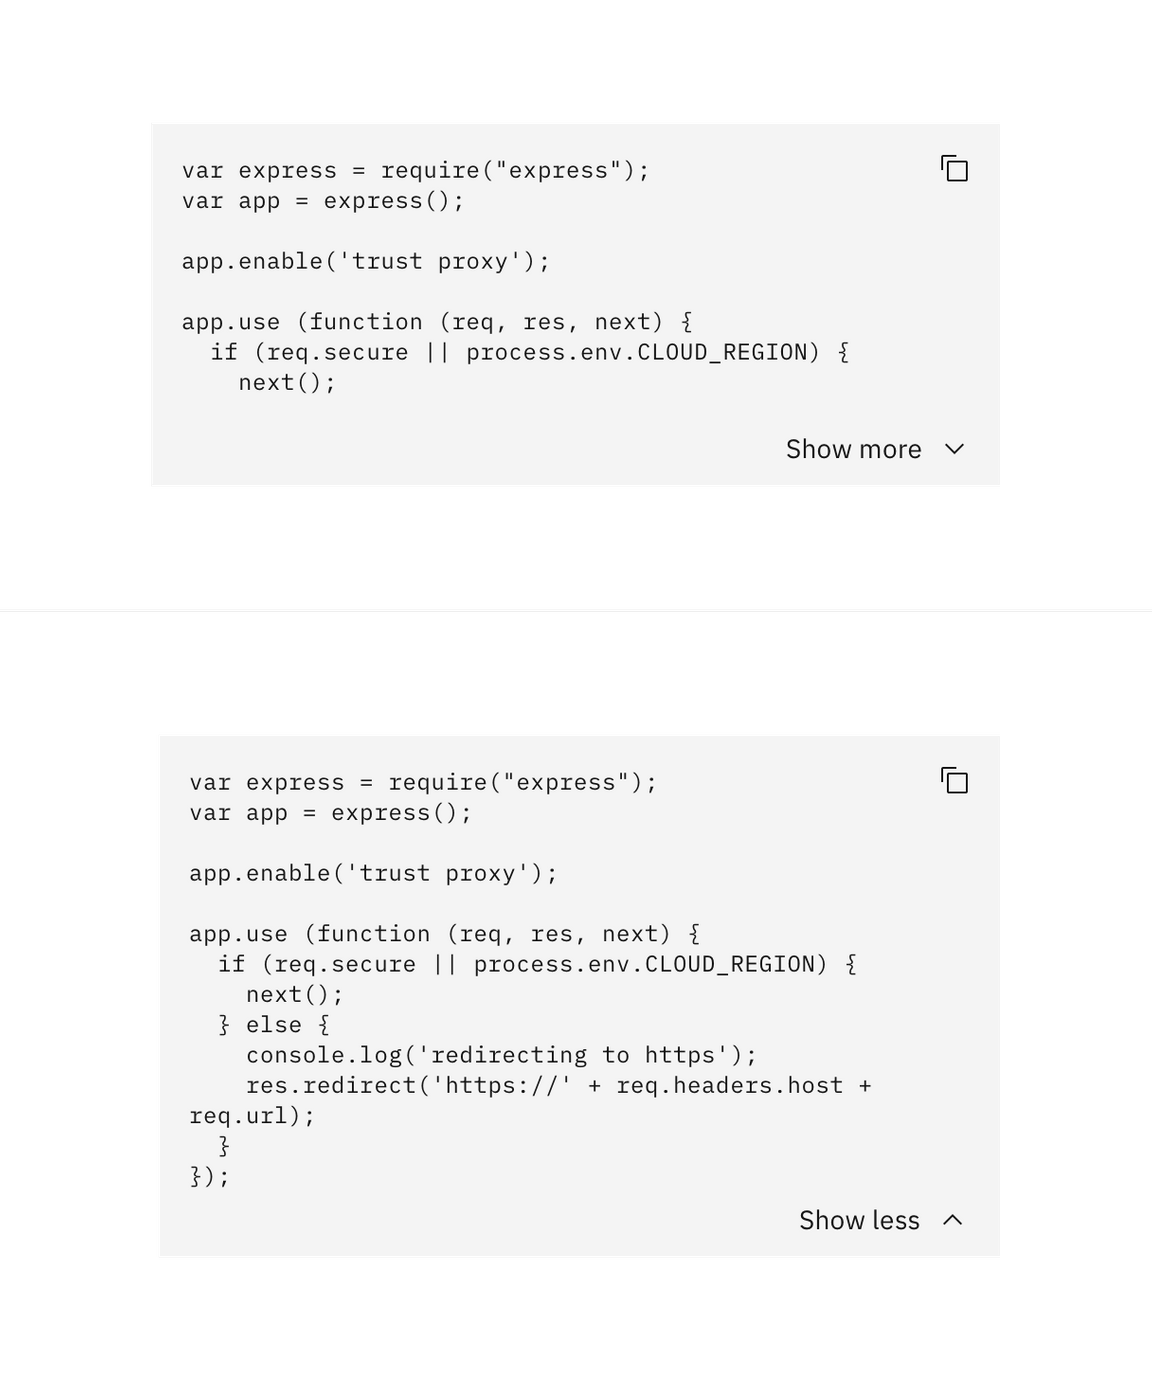 var express = require("express");
var app = express();

app.enable('trust proxy');

app.use (function (req, res, next) {
  if (req.secure || process.env.CLOUD_REGION) {
    next();

Show more

var express = require("express");
var app = express();

app.enable('trust proxy');

app.use (function (req, res, next) {
  if (req.secure || process.env.CLOUD_REGION) {
    next();
  } else {
    console.log('redirecting to https');
    res.redirect('https://' + req.headers.host +
req.url);
  }
});
Show less